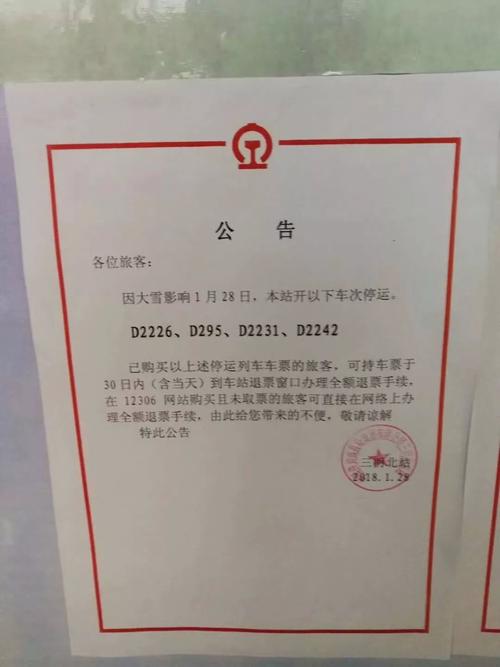 公 告
各位旅客：
因大雪影响1月28日，本站开以下车次停运。
D2226、D295、D2231、D2242
已购买以上述停运列车车票的旅客，可持车票于
30日内（含当天）到车站退票窗口办理全额退票手续，
在 12306 网站购买且未取票的旅客可直接在网络上办
理全额退票手续，由此给您带来的不便，敬请谅解
特此公告
北站
2018.1.28